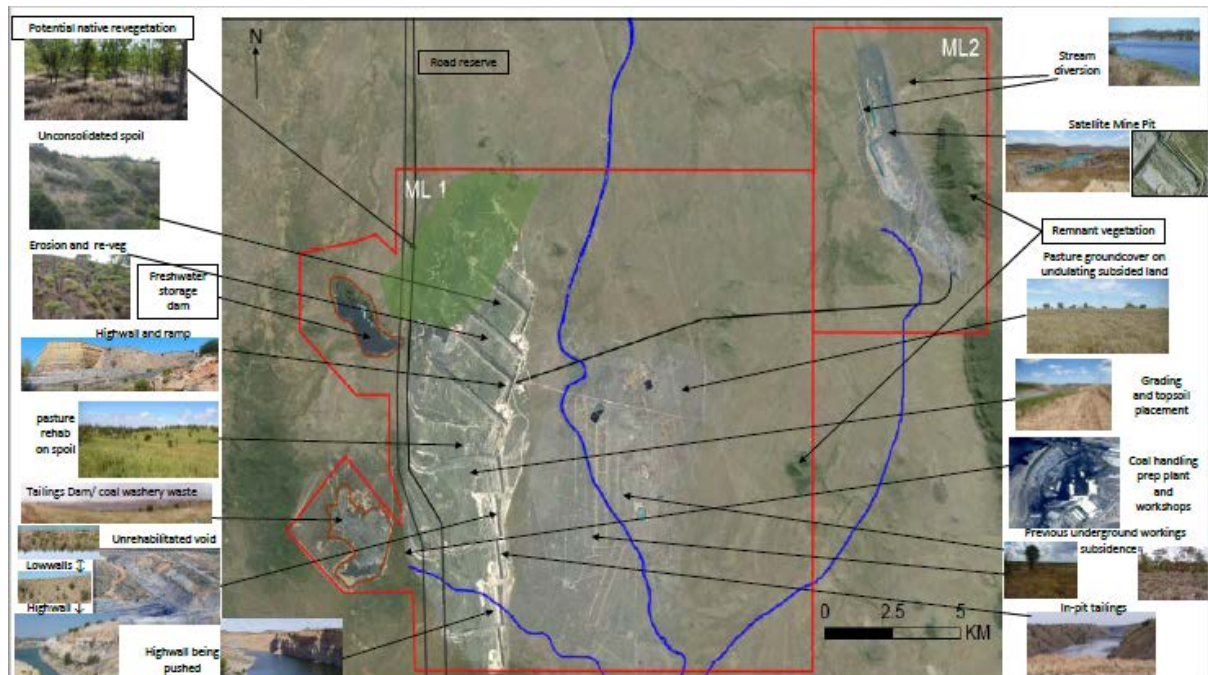 Potential native revegetation
N
Road reserve
ML2
Stream
diversion
Unconsolidated spoil
Satellite Mine Pit
ML 1
Erosion and re-veg
Freshwater
storage
dam
Remnant vegetation
Pasture groundcover on
undulating subsided land
Highwall and ramp
Grading
and topsoil
placement
pasture
rehab
on spoil
Coal handling
prep plant
and
workshops
Tailings Dam/ coal washery waste
Unrehabilitated void
Previous underground workings
subsidence
Lowwalls ↕
Highwall ↓
In-pit tailings
0 2.5 5
KM
Highwall being
pushed